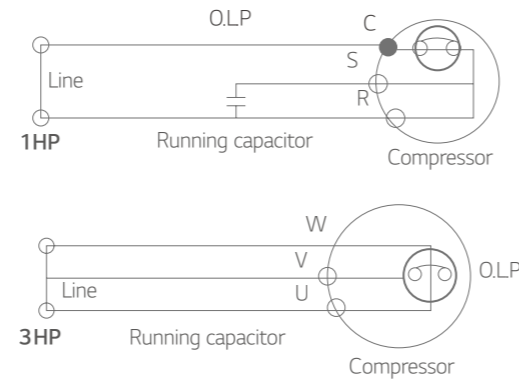 O.LP
C
S
Line
R
1HP
Running capacitor
Compressor
W
V
O.LP
U
Line
3HP
Running capacitor
Compressor